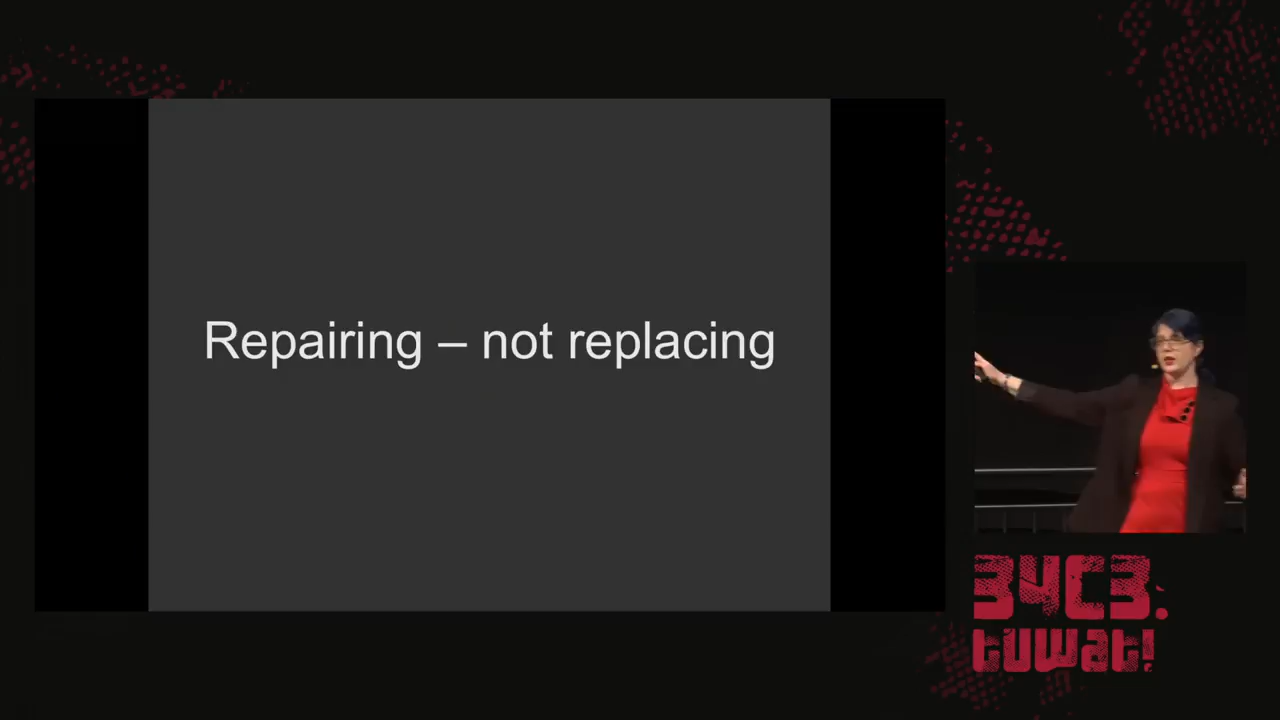 Repairing – not replacing
34C3.
tuwat!